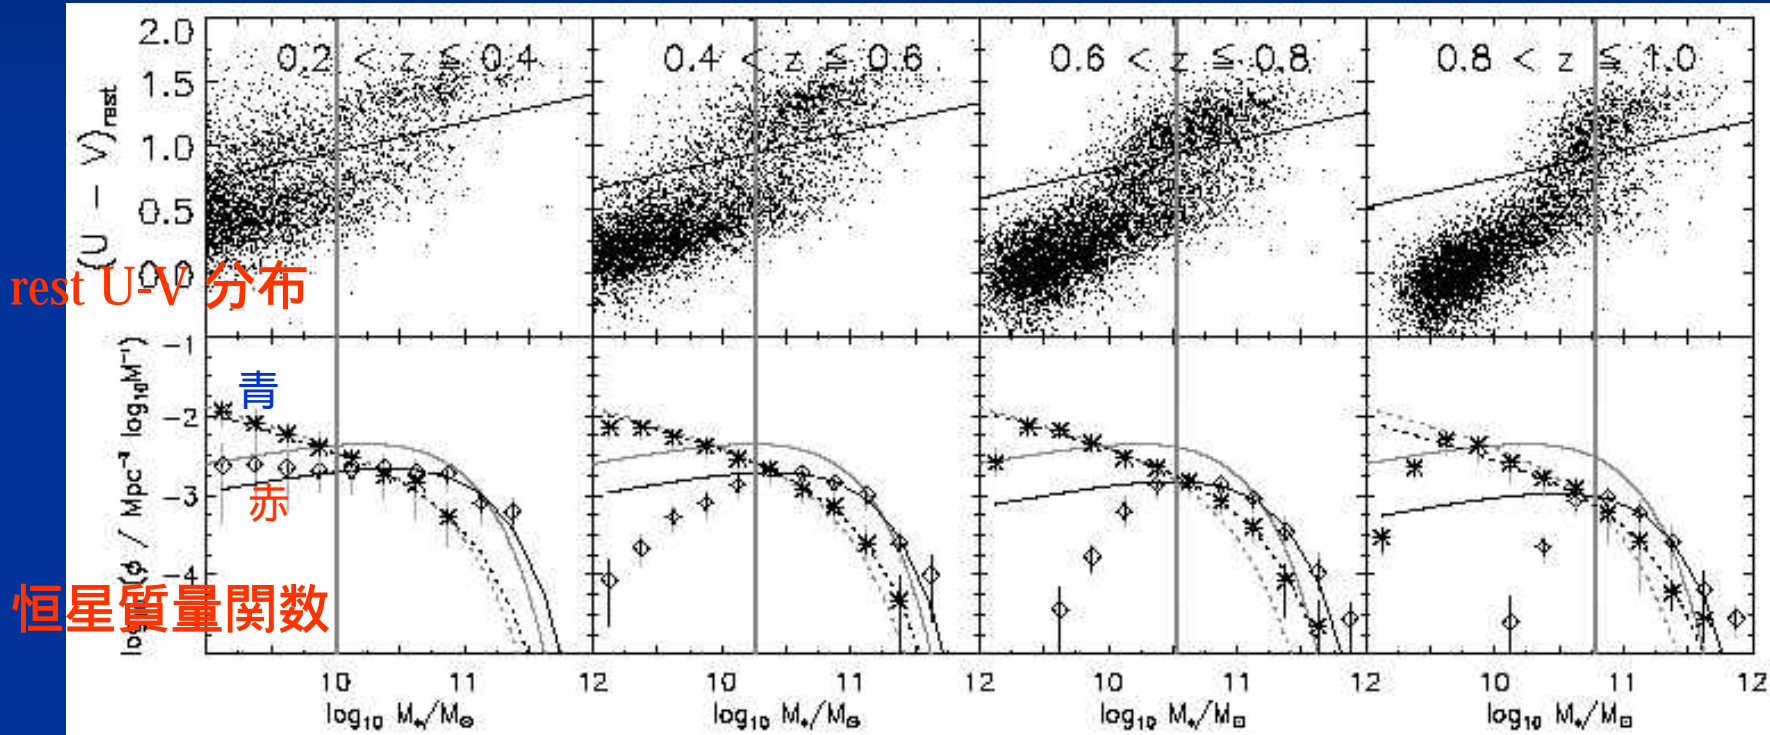 0.2 < z ≦ 0.4
0.4 < z ≦ 0.6
0.6 < z ≦ 0.8
0.8 < z ≦ 1.0
2.0
1.5
1.0
0.5
0.0
(U − V)rest
rest U-V 分布
−1
−2
−3
−4
(φ / Mpc⁻³ log₁₀M⁻¹)
青
赤
恒星質量関数
10 11 12 10 11 12 10 11 12 10 11 12
log₁₀ M*/M⊙ log₁₀ M*/M⊙ log₁₀ M*/M⊙ log₁₀ M*/M⊙